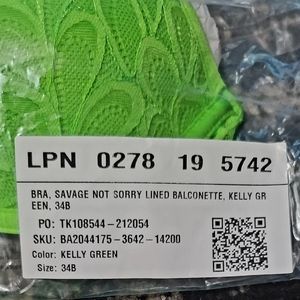 LPN 0278 19 5742
BRA, SAVAGE NOT SORRY LINED BALCONETTE, KELLY GR
EEN, 34B
PO: TK108544-212054
SKU: BA2044175-3642-14200
Color: KELLY GREEN
Size: 34B